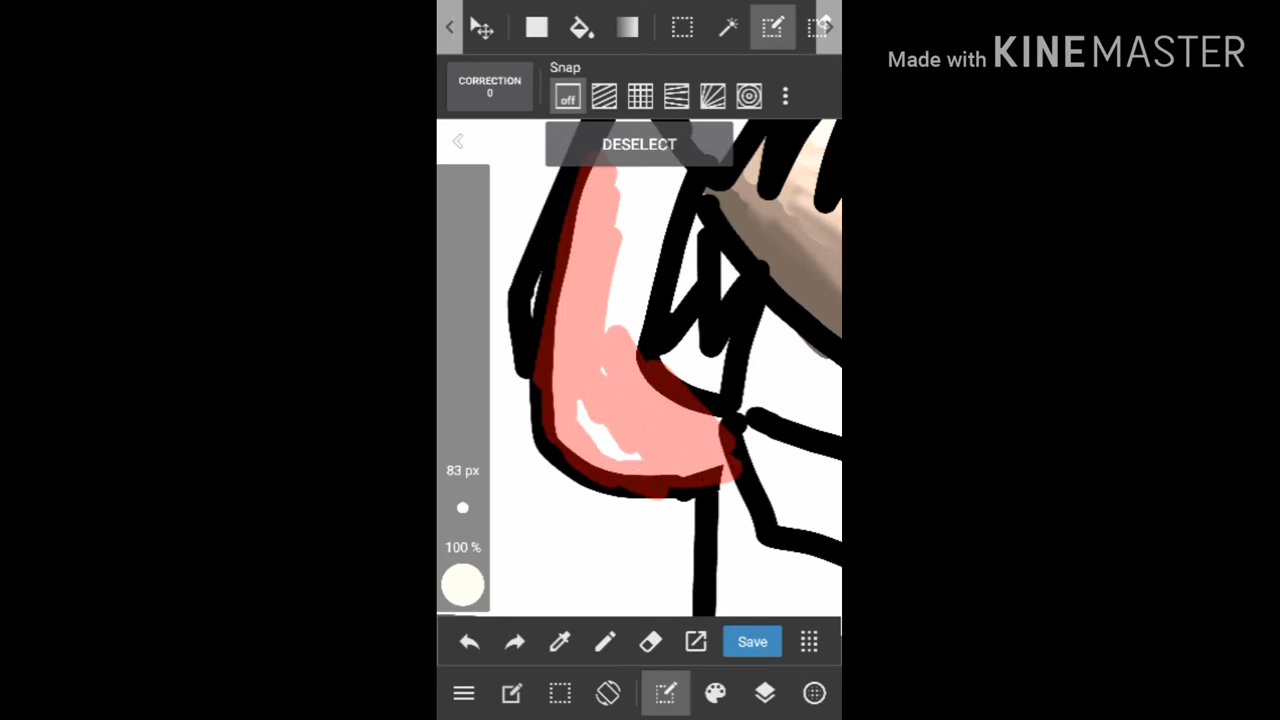 Made with KINEMASTER
CORRECTION
0
Snap
off
DESELECT
83 px
100 %
Save